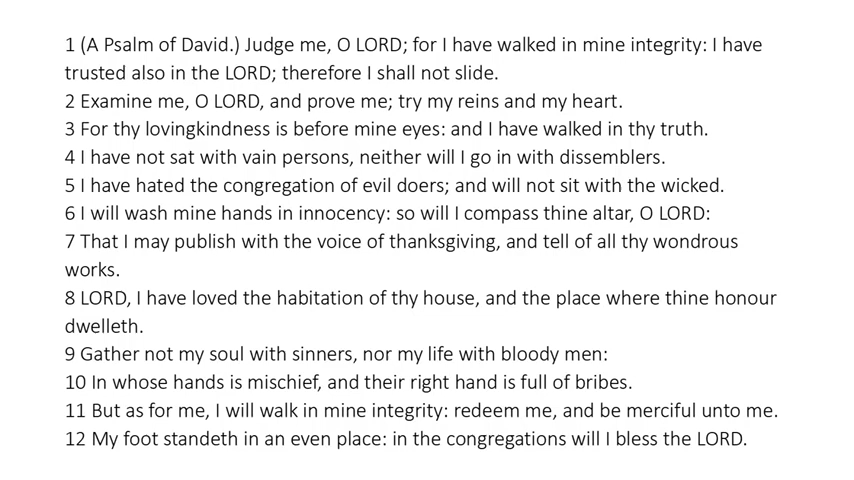 1 (A Psalm of David.) Judge me, O LORD; for I have walked in mine integrity: I have
trusted also in the LORD; therefore I shall not slide.
2 Examine me, O LORD, and prove me; try my reins and my heart.
3 For thy lovingkindness is before mine eyes: and I have walked in thy truth.
4 I have not sat with vain persons, neither will I go in with dissemblers.
5 I have hated the congregation of evil doers; and will not sit with the wicked.
6 I will wash mine hands in innocency: so will I compass thine altar, O LORD:
7 That I may publish with the voice of thanksgiving, and tell of all thy wondrous
works.
8 LORD, I have loved the habitation of thy house, and the place where thine honour
dwelleth.
9 Gather not my soul with sinners, nor my life with bloody men:
10 In whose hands is mischief, and their right hand is full of bribes.
11 But as for me, I will walk in mine integrity: redeem me, and be merciful unto me.
12 My foot standeth in an even place: in the congregations will I bless the LORD.